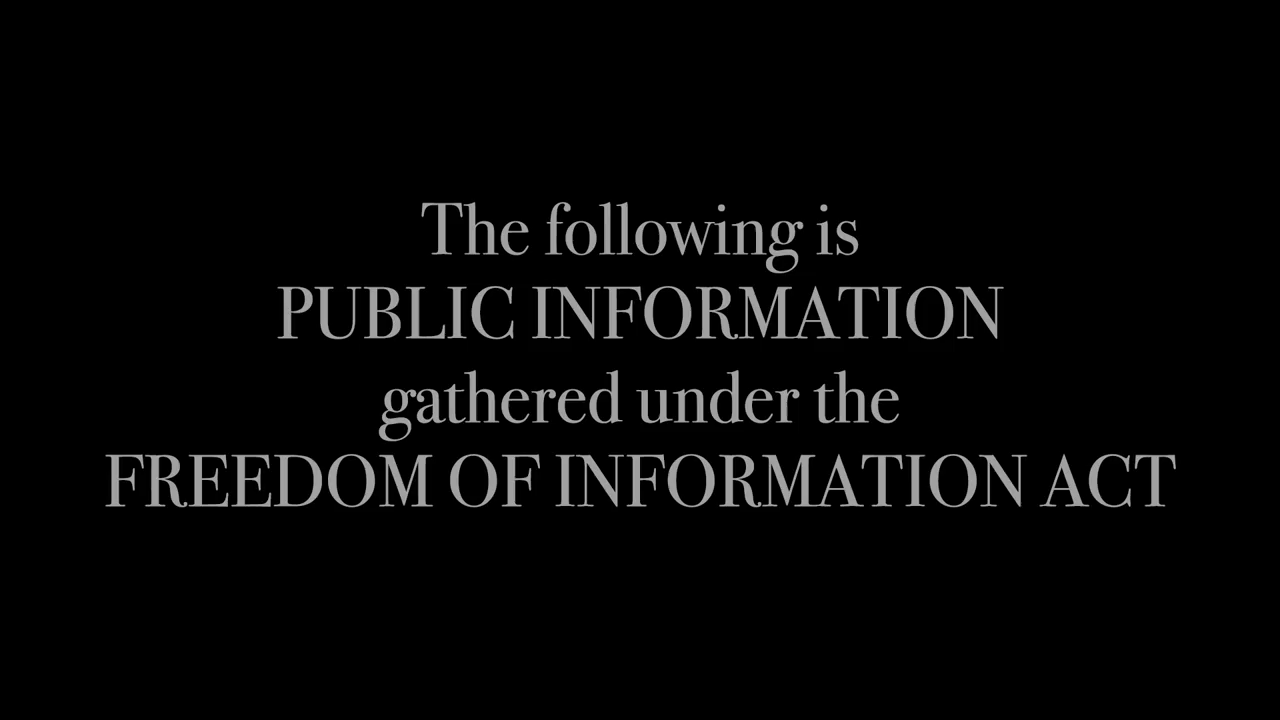 The following is
PUBLIC INFORMATION
gathered under the
FREEDOM OF INFORMATION ACT